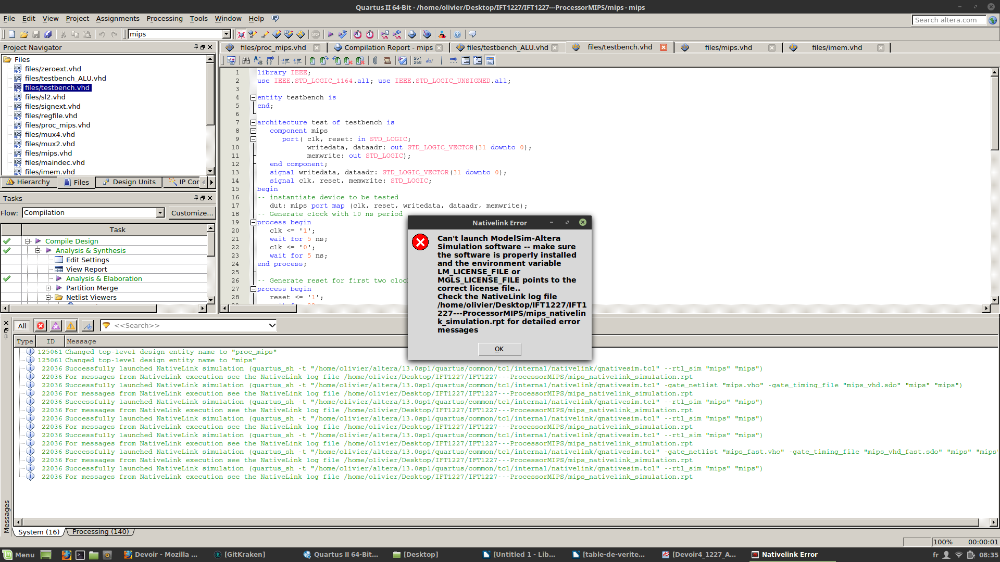 Quartus II 64-Bit - /home/olivier/Desktop/IFT1227/IFT1227---ProcessorMIPS/mips - mips
File Edit View Project Assignments Processing Tools Window Help
Search altera.com
mips
Project Navigator
files/proc_mips.vhd
Compilation Report - mips
files/testbench_ALU.vhd
files/testbench.vhd
files/mips.vhd
files/imem.vhd
Files
files/zeroext.vhd
files/testbench_ALU.vhd
files/testbench.vhd
files/sl2.vhd
files/signext.vhd
files/regfile.vhd
files/proc_mips.vhd
files/mux4.vhd
files/mux2.vhd
files/mips.vhd
files/maindec.vhd
files/imem.vhd
Hierarchy Files Design Units IP Cor
Tasks
Flow: Compilation Customize...
Task
Compile Design
Analysis & Synthesis
Edit Settings
View Report
Analysis & Elaboration
Partition Merge
Netlist Viewers
267
268 ab/
1 library IEEE;
2 use IEEE.STD_LOGIC_1164.all; use IEEE.STD_LOGIC_UNSIGNED.all;
3
4 entity testbench is
5 end;
6
7 architecture test of testbench is
8 component mips
9 port( clk, reset: in STD_LOGIC;
10 writedata, dataadr: out STD_LOGIC_VECTOR(31 downto 0);
11 memwrite: out STD_LOGIC);
12 end component;
13 signal writedata, dataadr: STD_LOGIC_VECTOR(31 downto 0);
14 signal clk, reset, memwrite: STD_LOGIC;
15 begin
16 -- instantiate device to be tested
17 dut: mips port map (clk, reset, writedata, dataadr, memwrite);
18 -- Generate clock with 10 ns period
19 process begin
20 clk <= '1';
21 wait for 5 ns;
22 clk <= '0';
23 wait for 5 ns;
24 end process;
25
26 -- Generate reset for first two cloc
27 process begin
28 reset <= '1';
Nativelink Error
Can't launch ModelSim-Altera
Simulation software -- make sure
the software is properly installed
and the environment variable
LM_LICENSE_FILE or
MGLS_LICENSE_FILE points to the
correct license file..
Check the NativeLink log file
/home/olivier/Desktop/IFT1227/IFT1
227---ProcessorMIPS/mips_nativelin
k_simulation.rpt for detailed error
messages
OK
All <<Search>>
Type ID Message
125061 Changed top-level design entity name to "proc_mips"
125061 Changed top-level design entity name to "mips"
22036 Successfully launched NativeLink simulation (quartus_sh -t "/home/olivier/altera/13.0sp1/quartus/common/tcl/internal/nativelink/qnativesim.tcl" --rtl_sim "mips" "mips")
22036 For messages from NativeLink execution see the NativeLink log file /home/olivier/Desktop/IFT1227/IFT1227---ProcessorMIPS/mips_nativelink_simulation.rpt
22036 Successfully launched NativeLink simulation (quartus_sh -t "/home/olivier/altera/13.0sp1/quartus/common/tcl/internal/nativelink/qnativesim.tcl" -gate_netlist "mips.vho" -gate_timing_file "mips_vhd.sdo" "mips" "mips")
22036 For messages from NativeLink execution see the NativeLink log file /home/olivier/Desktop/IFT1227/IFT1227---ProcessorMIPS/mips_nativelink_simulation.rpt
22036 Successfully launched NativeLink simulation (quartus_sh -t "/home/olivier/altera/13.0sp1/quartus/common/tcl/internal/nativelink/qnativesim.tcl" --rtl_sim "mips" "mips")
22036 For messages from NativeLink execution see the NativeLink log file /home/olivier/Desktop/IFT1227/IFT1227---ProcessorMIPS/mips_nativelink_simulation.rpt
22036 Successfully launched NativeLink simulation (quartus_sh -t "/home/olivier/altera/13.0sp1/quartus/common/tcl/internal/nativelink/qnativesim.tcl" --rtl_sim "mips" "mips")
22036 For messages from NativeLink execution see the NativeLink log file /home/olivier/Desktop/IFT1227/IFT1227---ProcessorMIPS/mips_nativelink_simulation.rpt
22036 Successfully launched NativeLink simulation (quartus_sh -t "/home/olivier/altera/13.0sp1/quartus/common/tcl/internal/nativelink/qnativesim.tcl" --rtl_sim "mips" "mips")
22036 For messages from NativeLink execution see the NativeLink log file /home/olivier/Desktop/IFT1227/IFT1227---ProcessorMIPS/mips_nativelink_simulation.rpt
22036 Successfully launched NativeLink simulation (quartus_sh -t "/home/olivier/altera/13.0sp1/quartus/common/tcl/internal/nativelink/qnativesim.tcl" -gate_netlist "mips_fast.vho" -gate_timing_file "mips_vhd_fast.sdo" "mips" "mips"
22036 For messages from NativeLink execution see the NativeLink log file /home/olivier/Desktop/IFT1227/IFT1227---ProcessorMIPS/mips_nativelink_simulation.rpt
22036 Successfully launched NativeLink simulation (quartus_sh -t "/home/olivier/altera/13.0sp1/quartus/common/tcl/internal/nativelink/qnativesim.tcl" --rtl_sim "mips" "mips")
22036 For messages from NativeLink execution see the NativeLink log file /home/olivier/Desktop/IFT1227/IFT1227---ProcessorMIPS/mips_nativelink_simulation.rpt
Messages
System (16) Processing (140)
100% 00:00:01
Menu Devoir - Mozilla ... [GitKraken] Quartus II 64-Bit... [Desktop] [Untitled 1 - Lib... [table-de-verite... [Devoir4_1227_A... Nativelink Error fr 08:35